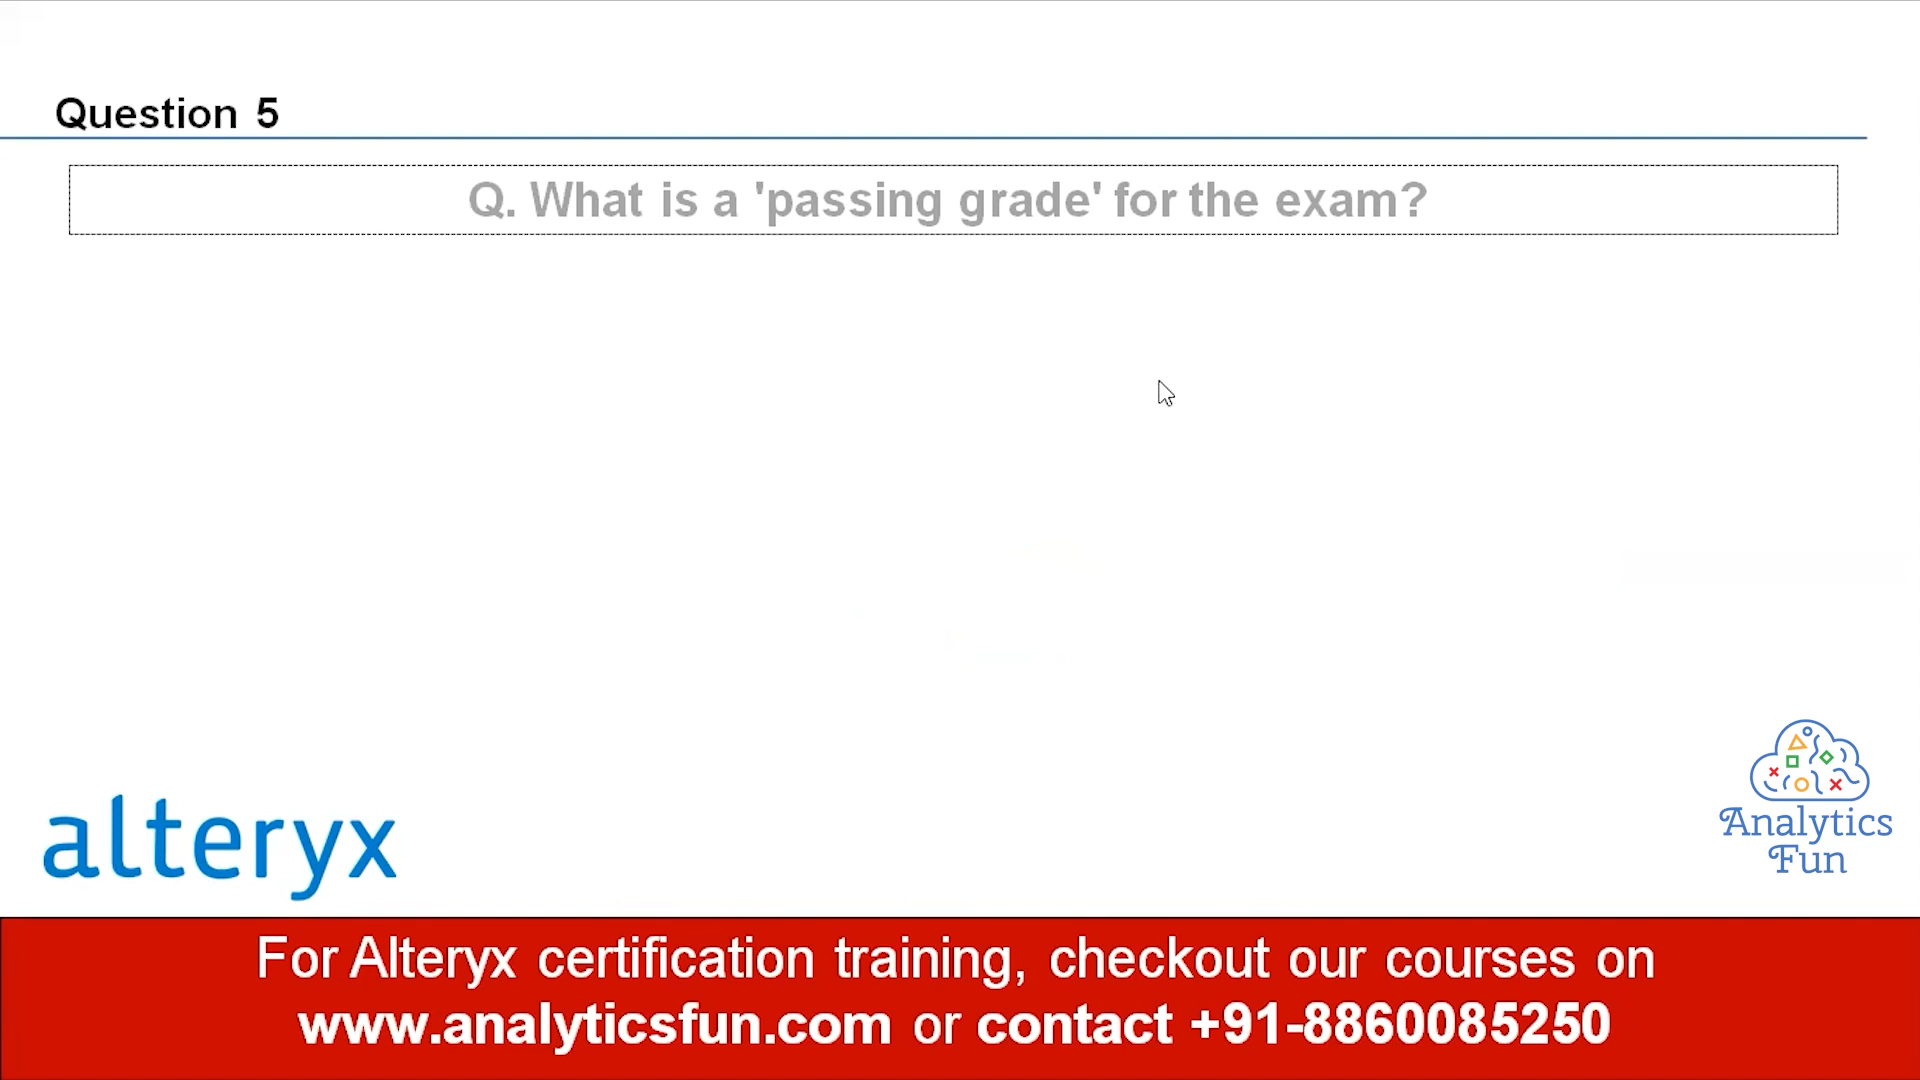 Question 5
Q. What is a 'passing grade' for the exam?
alteryx
Analytics
Fun
For Alteryx certification training, checkout our courses on
www.analyticsfun.com or contact +91-8860085250